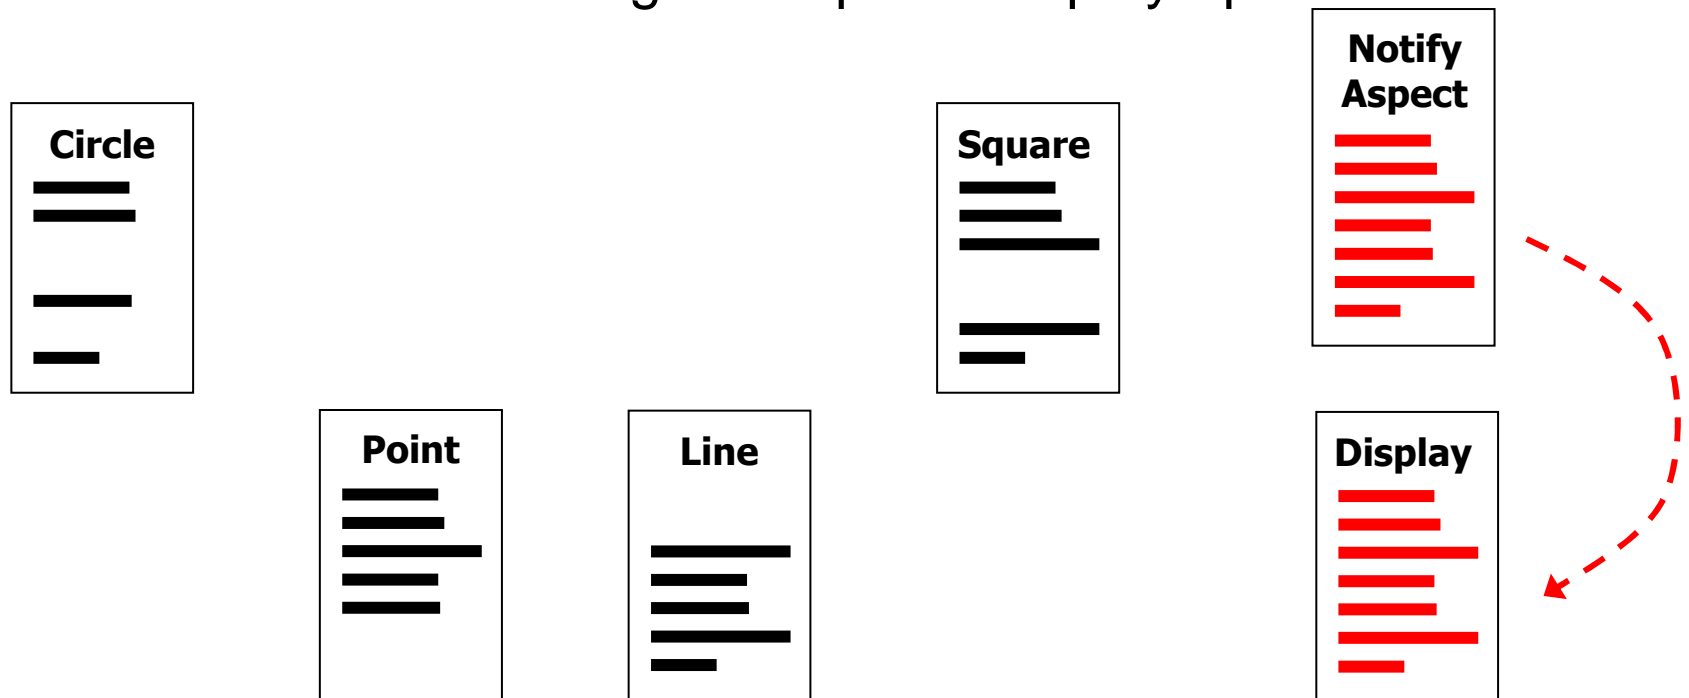 Notify
Aspect
Circle
Square
Point
Line
Display